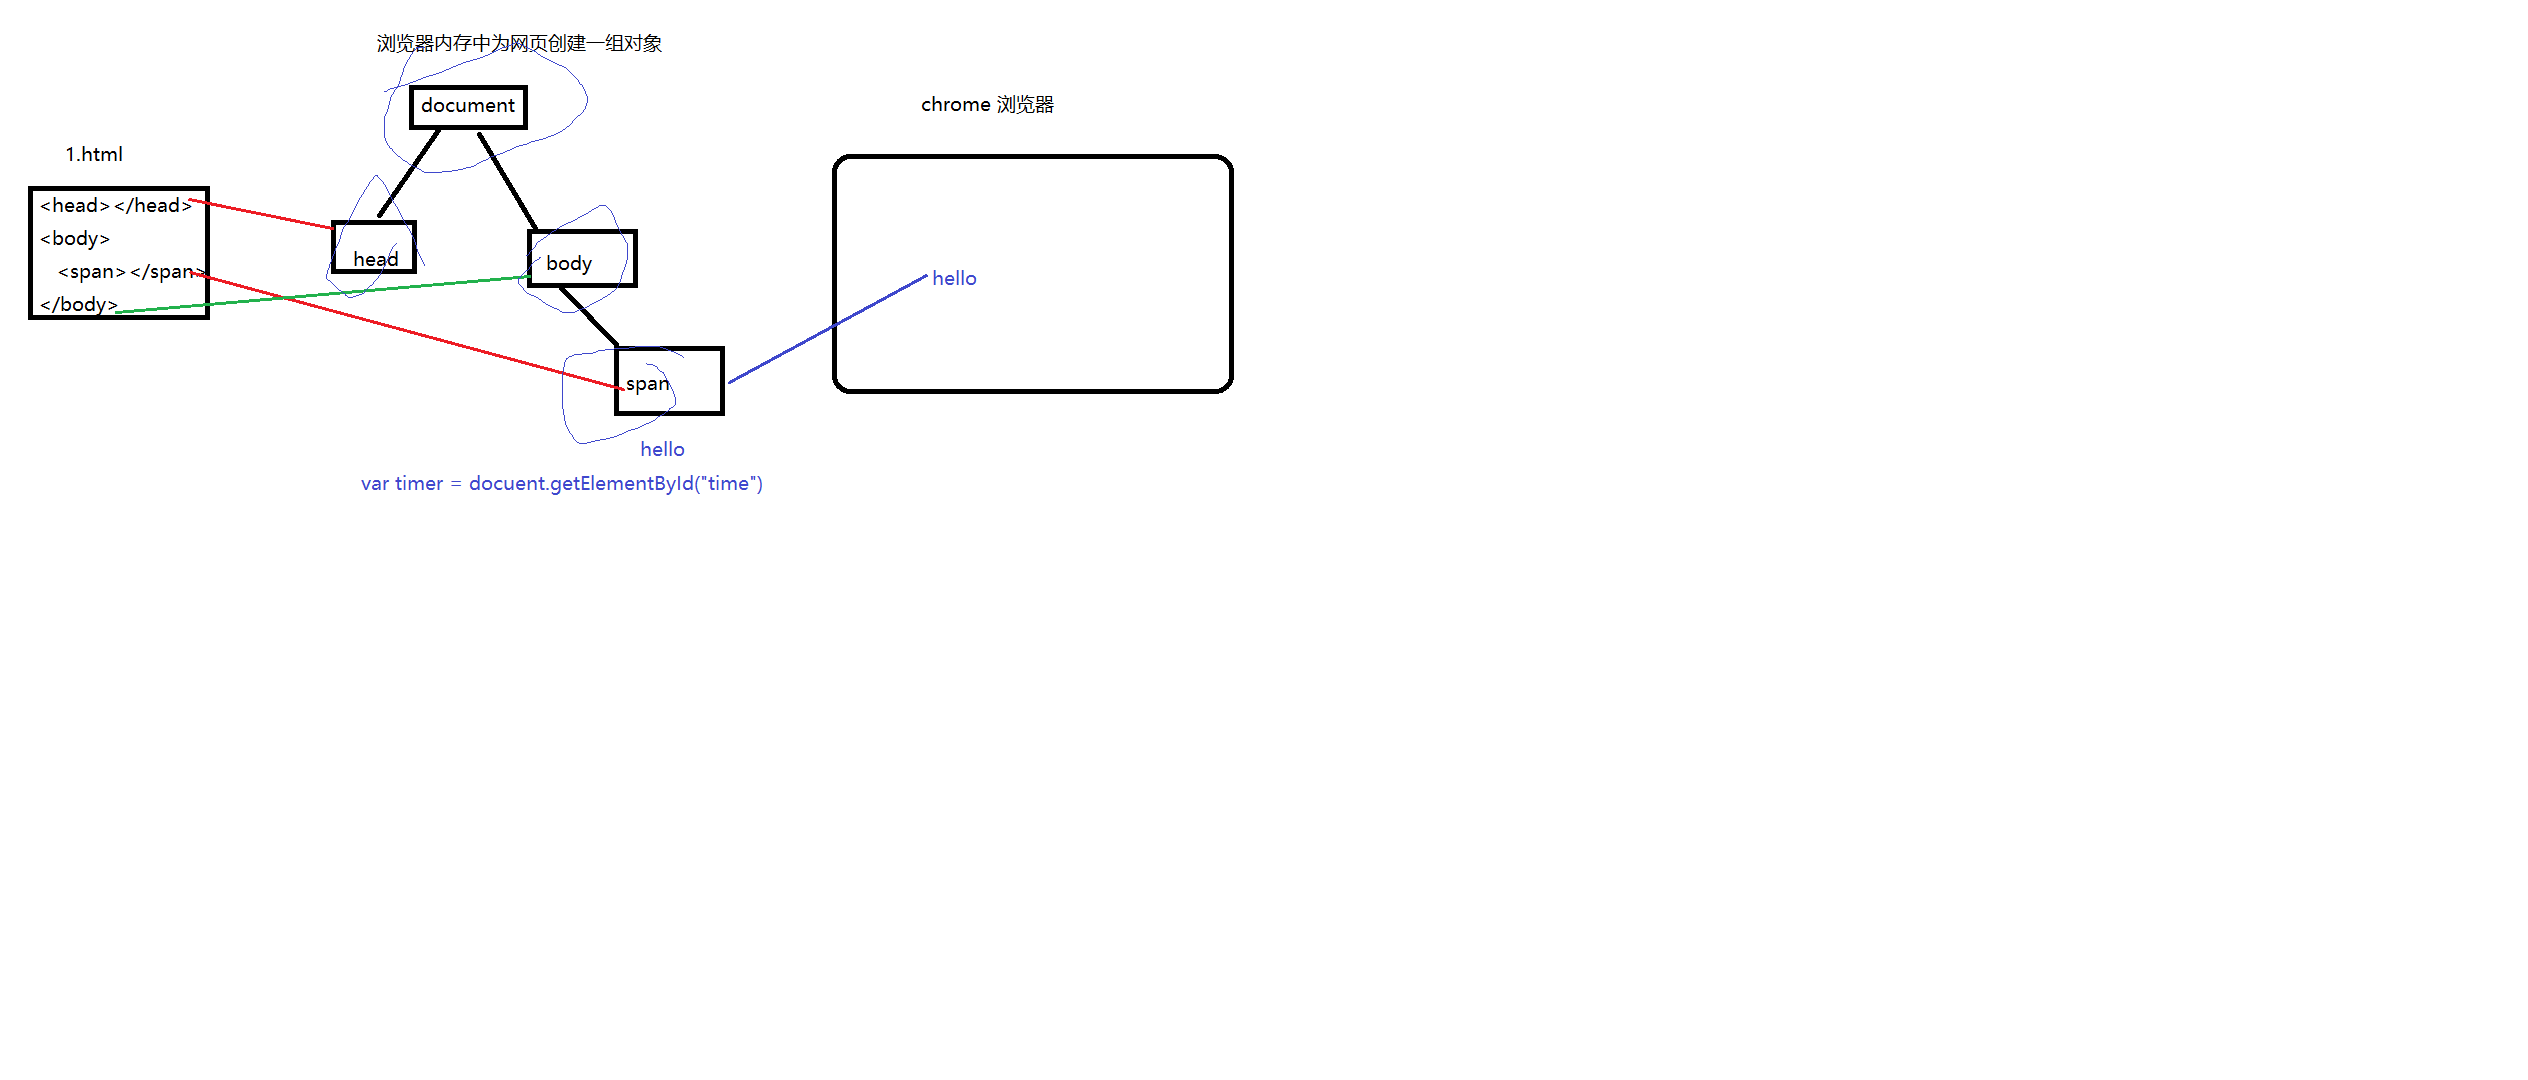 浏览器内存中为网页创建一组对象
document
chrome 浏览器
1.html
<head></head>
<body>
<span></span>
</body>
head
body
hello
span
hello
var timer = docuent.getElementById("time")